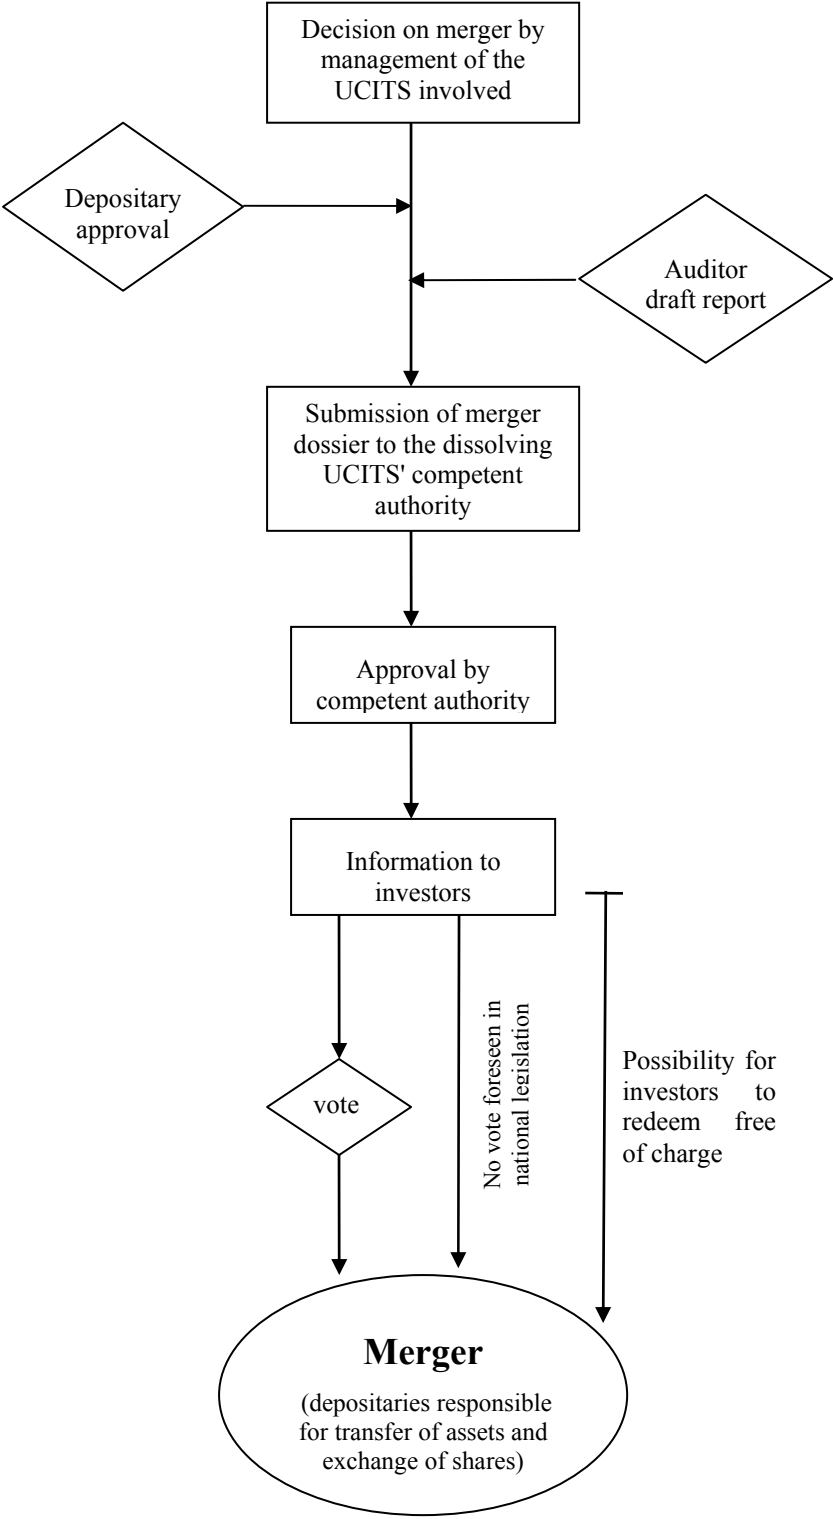 Decision on merger by
management of the
UCITS involved
Depositary
approval
Auditor
draft report
Submission of merger
dossier to the dissolving
UCITS' competent
authority
Approval by
competent authority
Information to
investors
No vote foreseen in
national legislation
vote
Possibility for
investors to
redeem free
of charge
Merger
(depositaries responsible
for transfer of assets and
exchange of shares)